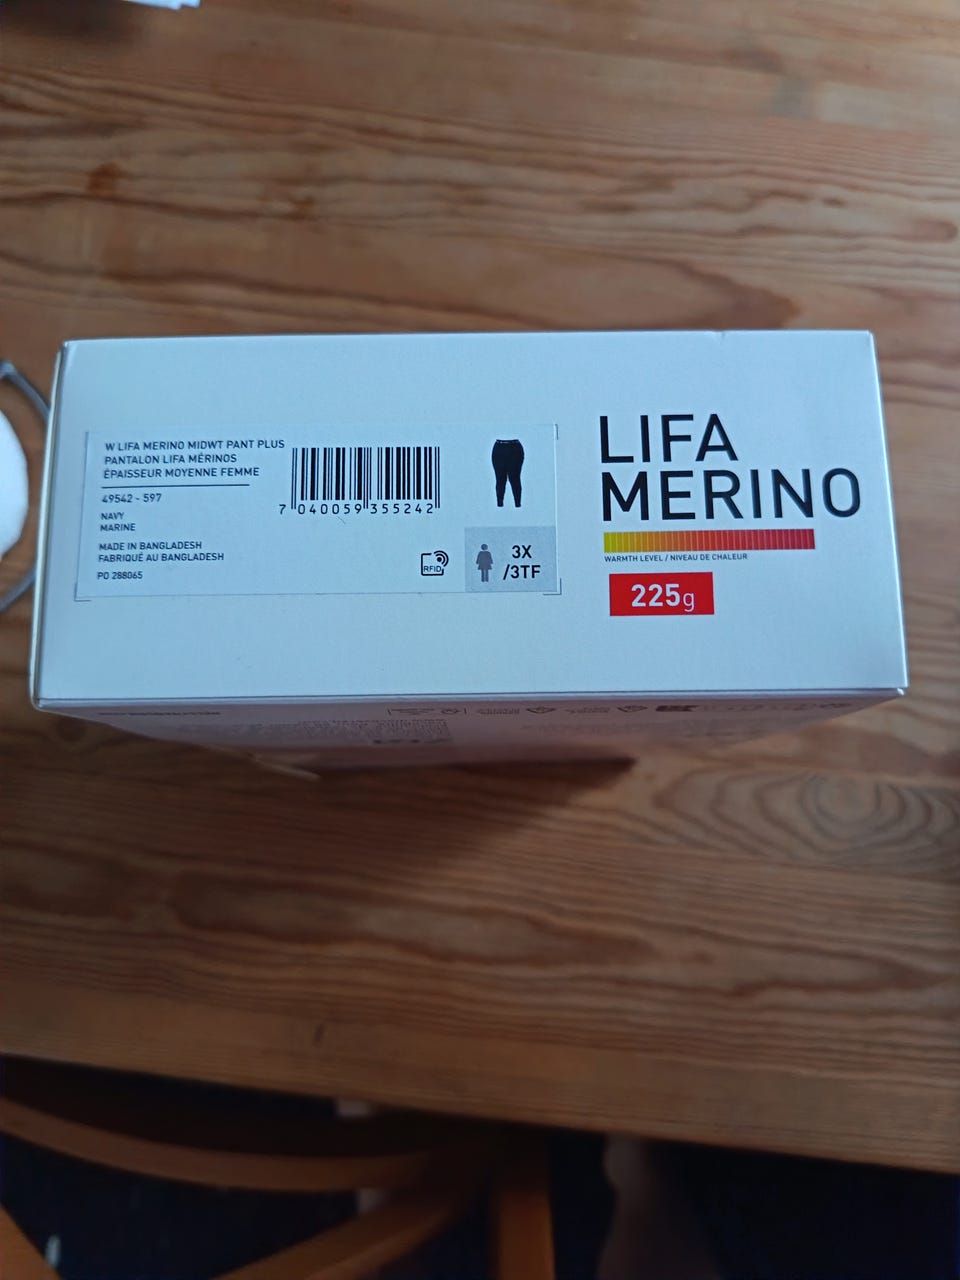 W LIFA MERINO MIDWT PANT PLUS
PANTALON LIFA MÉRINOS
ÉPAISSEUR MOYENNE FEMME
49542 - 597
NAVY
MARINE
MADE IN BANGLADESH
FABRIQUÉ AU BANGLADESH
PO 288065
7 040059 355242
RFID
3X
/3TF
LIFA
MERINO
WARMTH LEVEL / NIVEAU DE CHALEUR
225g